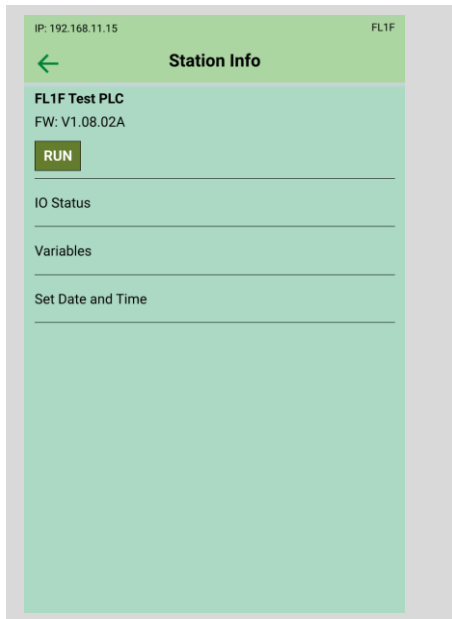 IP: 192.168.11.15 FL1F
Station Info
FL1F Test PLC
FW: V1.08.02A
RUN
IO Status
Variables
Set Date and Time